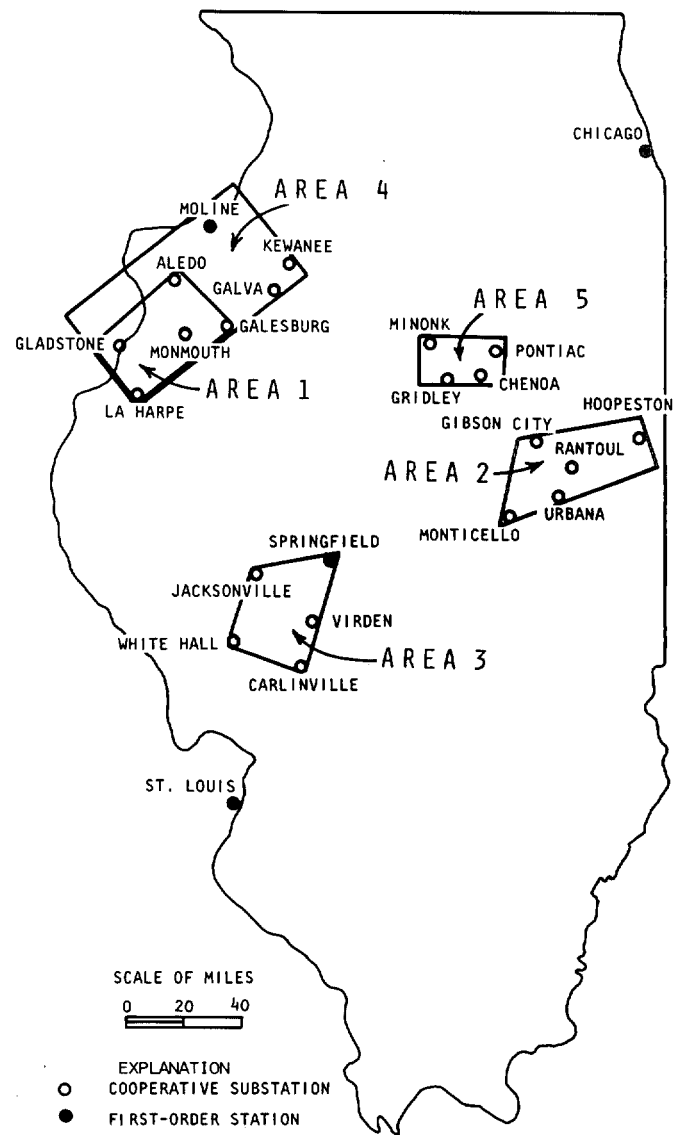 CHICAGO
AREA 4
MOLINE
KEWANEE
ALEDO
GALVA
AREA 5
MINONK
GALESBURG
GLADSTONE
MONMOUTH
PONTIAC
AREA 1
CHENOA
GRIDLEY
LA HARPE
HOOPESTON
GIBSON CITY
RANTOUL
AREA 2
URBANA
MONTICELLO
SPRINGFIELD
JACKSONVILLE
VIRDEN
WHITE HALL
AREA 3
CARLINVILLE
ST. LOUIS
SCALE OF MILES
0 20 40
EXPLANATION
COOPERATIVE SUBSTATION
FIRST-ORDER STATION